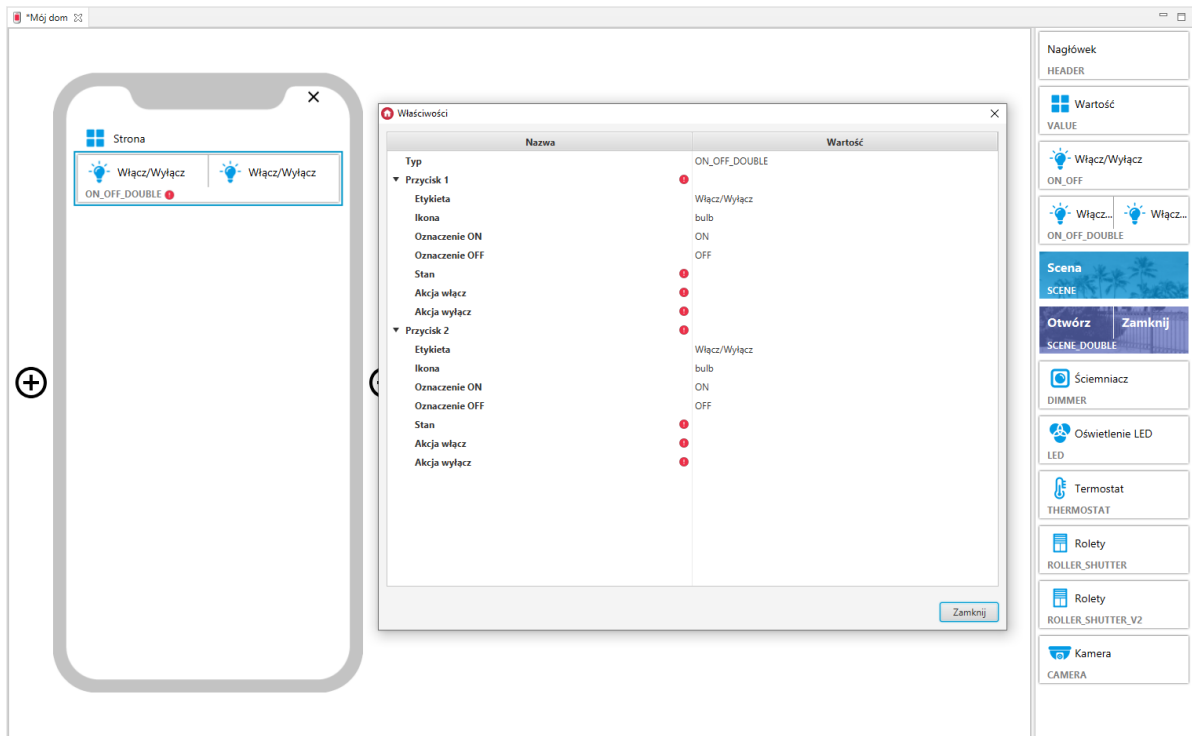 *Mój dom
Strona
Włącz/Wyłącz Włącz/Wyłącz
ON_OFF_DOUBLE
Właściwości
Nazwa Wartość
Typ ON_OFF_DOUBLE
Przycisk 1
Etykieta Włącz/Wyłącz
Ikona bulb
Oznaczenie ON ON
Oznaczenie OFF OFF
Stan
Akcja włącz
Akcja wyłącz
Przycisk 2
Etykieta Włącz/Wyłącz
Ikona bulb
Oznaczenie ON ON
Oznaczenie OFF OFF
Stan
Akcja włącz
Akcja wyłącz
Zamknij
Nagłówek
HEADER
Wartość
VALUE
Włącz/Wyłącz
ON_OFF
Włącz... Włącz...
ON_OFF_DOUBLE
Scena
SCENE
Otwórz Zamknij
SCENE_DOUBLE
Ściemniacz
DIMMER
Oświetlenie LED
LED
Termostat
THERMOSTAT
Rolety
ROLLER_SHUTTER
Rolety
ROLLER_SHUTTER_V2
Kamera
CAMERA